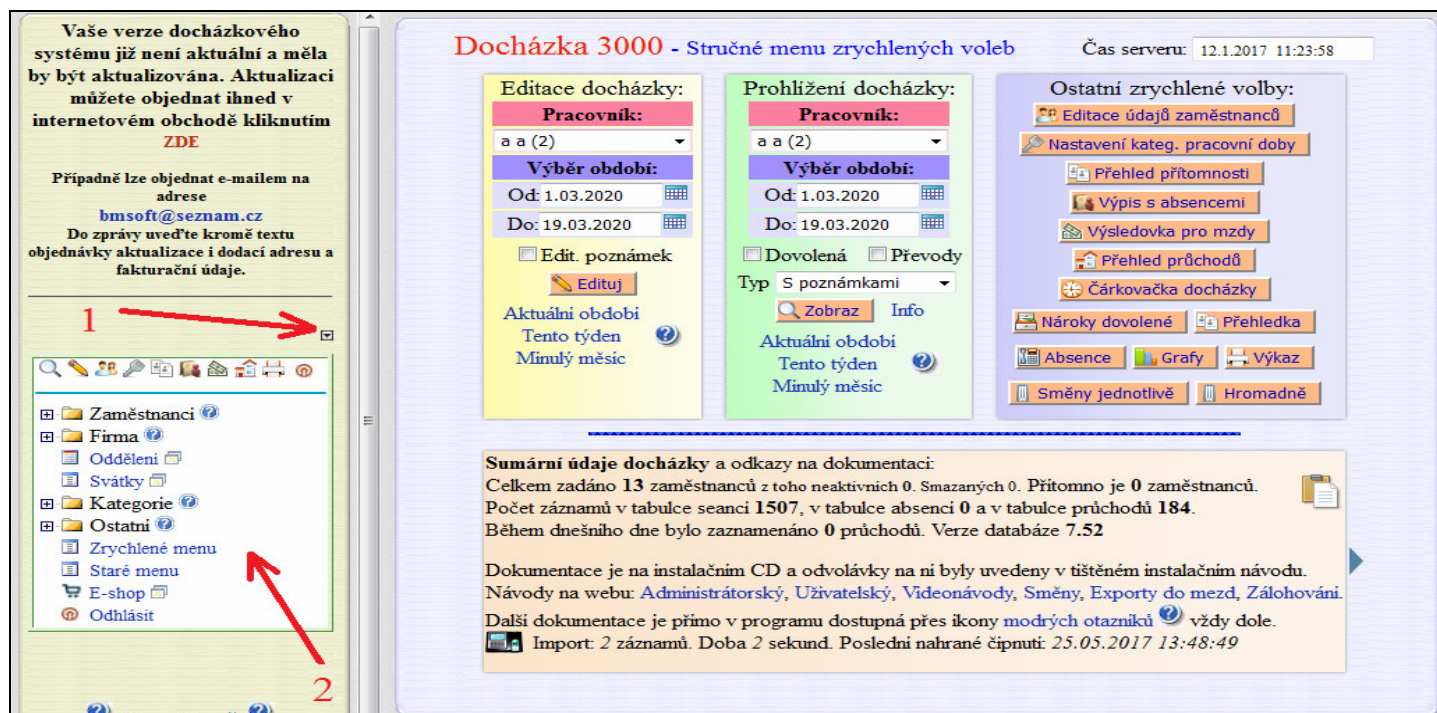 Vaše verze docházkového
systému již není aktuální a měla
by být aktualizována. Aktualizaci
můžete objednat ihned v
internetovém obchodě kliknutím
ZDE
Případně lze objednat e-mailem na
adrese
bmsoft@seznam.cz
Do zprávy uveďte kromě textu
objednávky aktualizace i dodací adresu a
fakturační údaje.
1
Zaměstnanci
Firma
Oddělení
Svátky
Kategorie
Ostatní
Zrychlené menu
Staré menu
E-shop
Odhlásit
2
Docházka 3000 - Stručné menu zrychlených voleb
Čas serveru: 12.1.2017 11:23:58
Editace docházky:
Pracovník:
a a (2)
Výběr období:
Od: 1.03.2020
Do: 19.03.2020
Edit. poznámek
Edituj
Aktuální období
Tento týden
Minulý měsíc
Prohlížení docházky:
Pracovník:
a a (2)
Výběr období:
Od: 1.03.2020
Do: 19.03.2020
Dovolená Převody
Typ S poznámkami
Zobraz Info
Aktuální období
Tento týden
Minulý měsíc
Ostatní zrychlené volby:
Editace údajů zaměstnanců
Nastavení kateg. pracovní doby
Přehled přítomnosti
Výpis s absencemi
Výsledovka pro mzdy
Přehled průchodů
Čárkovačka docházky
Nároky dovolené Přehledka
Absence Grafy Výkaz
Směny jednotlivě Hromadně
Sumární údaje docházky a odkazy na dokumentaci:
Celkem zadáno 13 zaměstnanců z toho neaktivních 0. Smazaných 0. Přítomno je 0 zaměstnanců.
Počet záznamů v tabulce seancí 1507, v tabulce absencí 0 a v tabulce průchodů 184.
Během dnešního dne bylo zaznamenáno 0 průchodů. Verze databáze 7.52
Dokumentace je na instalačním CD a odvolávky na ní byly uvedeny v tištěném instalačním návodu.
Návody na webu: Administrátorský, Uživatelský, Videonávody, Směny, Exporty do mezd, Zálohování.
Další dokumentace je přímo v programu dostupná přes ikony modrých otazníků vždy dole.
Import: 2 záznamů. Doba 2 sekund. Poslední nahrané čipnutí: 25.05.2017 13:48:49